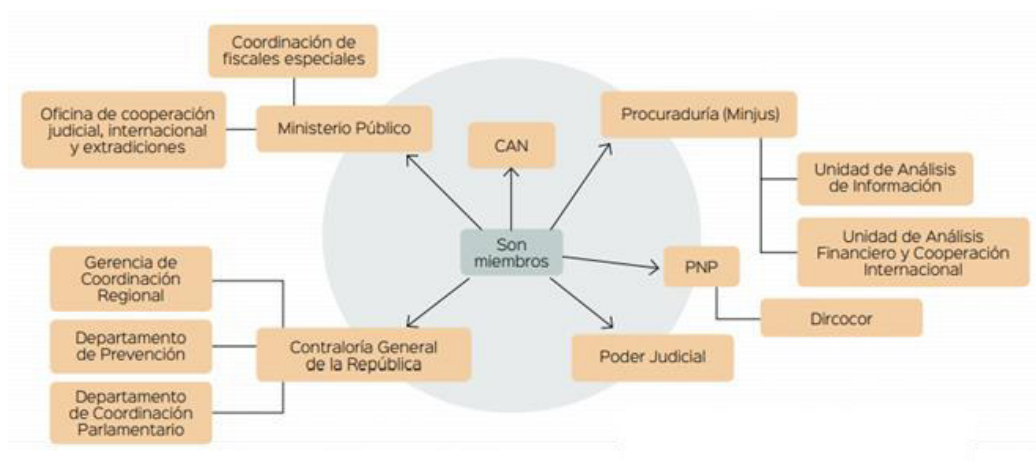 Coordinación de
fiscales especiales
Oficina de cooperación
judicial, internacional
y extradiciones
Ministerio Público
CAN
Procuraduría (Minjus)
Unidad de Análisis
de Información
Unidad de Análisis
Financiero y Cooperación
Internacional
Son
miembros
PNP
Dircocor
Gerencia de
Coordinación
Regional
Departamento
de Prevención
Departamento
de Coordinación
Parlamentario
Contraloría General
de la República
Poder Judicial